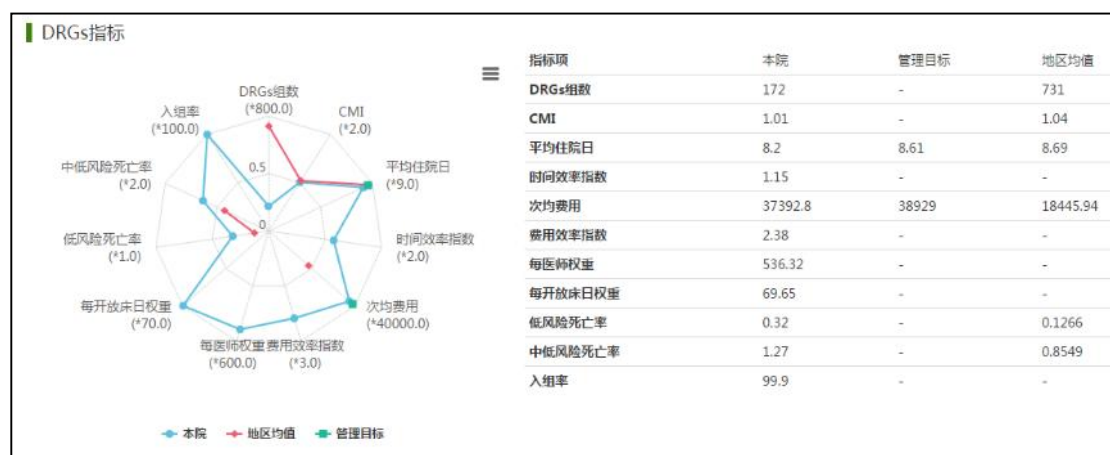 DRGs指标
DRGs组数
(*800.0)
CMI
(*2.0)
平均住院日
(*9.0)
时间效率指数
(*2.0)
次均费用
(*40000.0)
费用效率指数
(*3.0)
每医师权重
(*600.0)
每开放床日权重
(*70.0)
低风险死亡率
(*1.0)
中低风险死亡率
(*2.0)
入组率
(*100.0)
0.5
0
本院 地区均值 管理目标
指标项 本院 管理目标 地区均值
DRGs组数 172 - 731
CMI 1.01 - 1.04
平均住院日 8.2 8.61 8.69
时间效率指数 1.15 - -
次均费用 37392.8 38929 18445.94
费用效率指数 2.38 - -
每医师权重 536.32 - -
每开放床日权重 69.65 - -
低风险死亡率 0.32 - 0.1266
中低风险死亡率 1.27 - 0.8549
入组率 99.9 - -